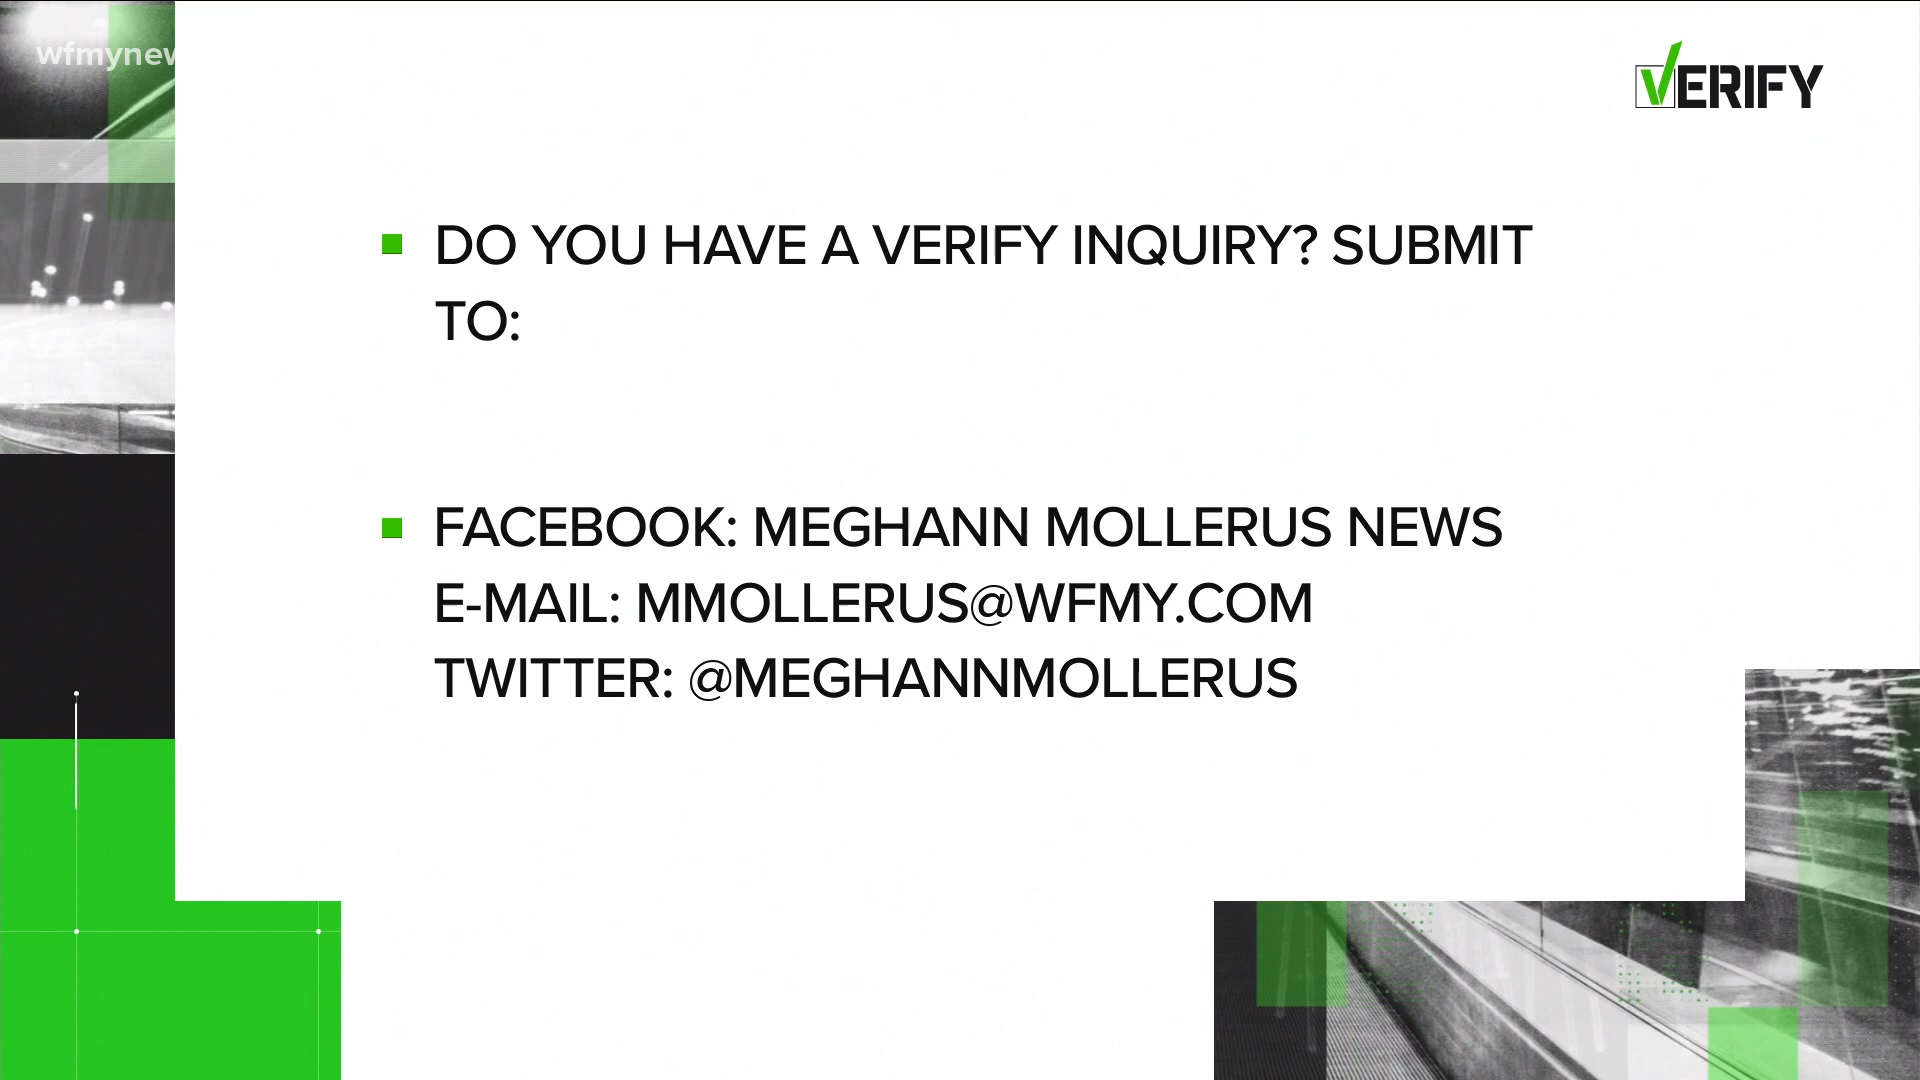 VERIFY
DO YOU HAVE A VERIFY INQUIRY? SUBMIT
TO:
FACEBOOK: MEGHANN MOLLERUS NEWS
E-MAIL: MMOLLERUS@WFMY.COM
TWITTER: @MEGHANNMOLLERUS